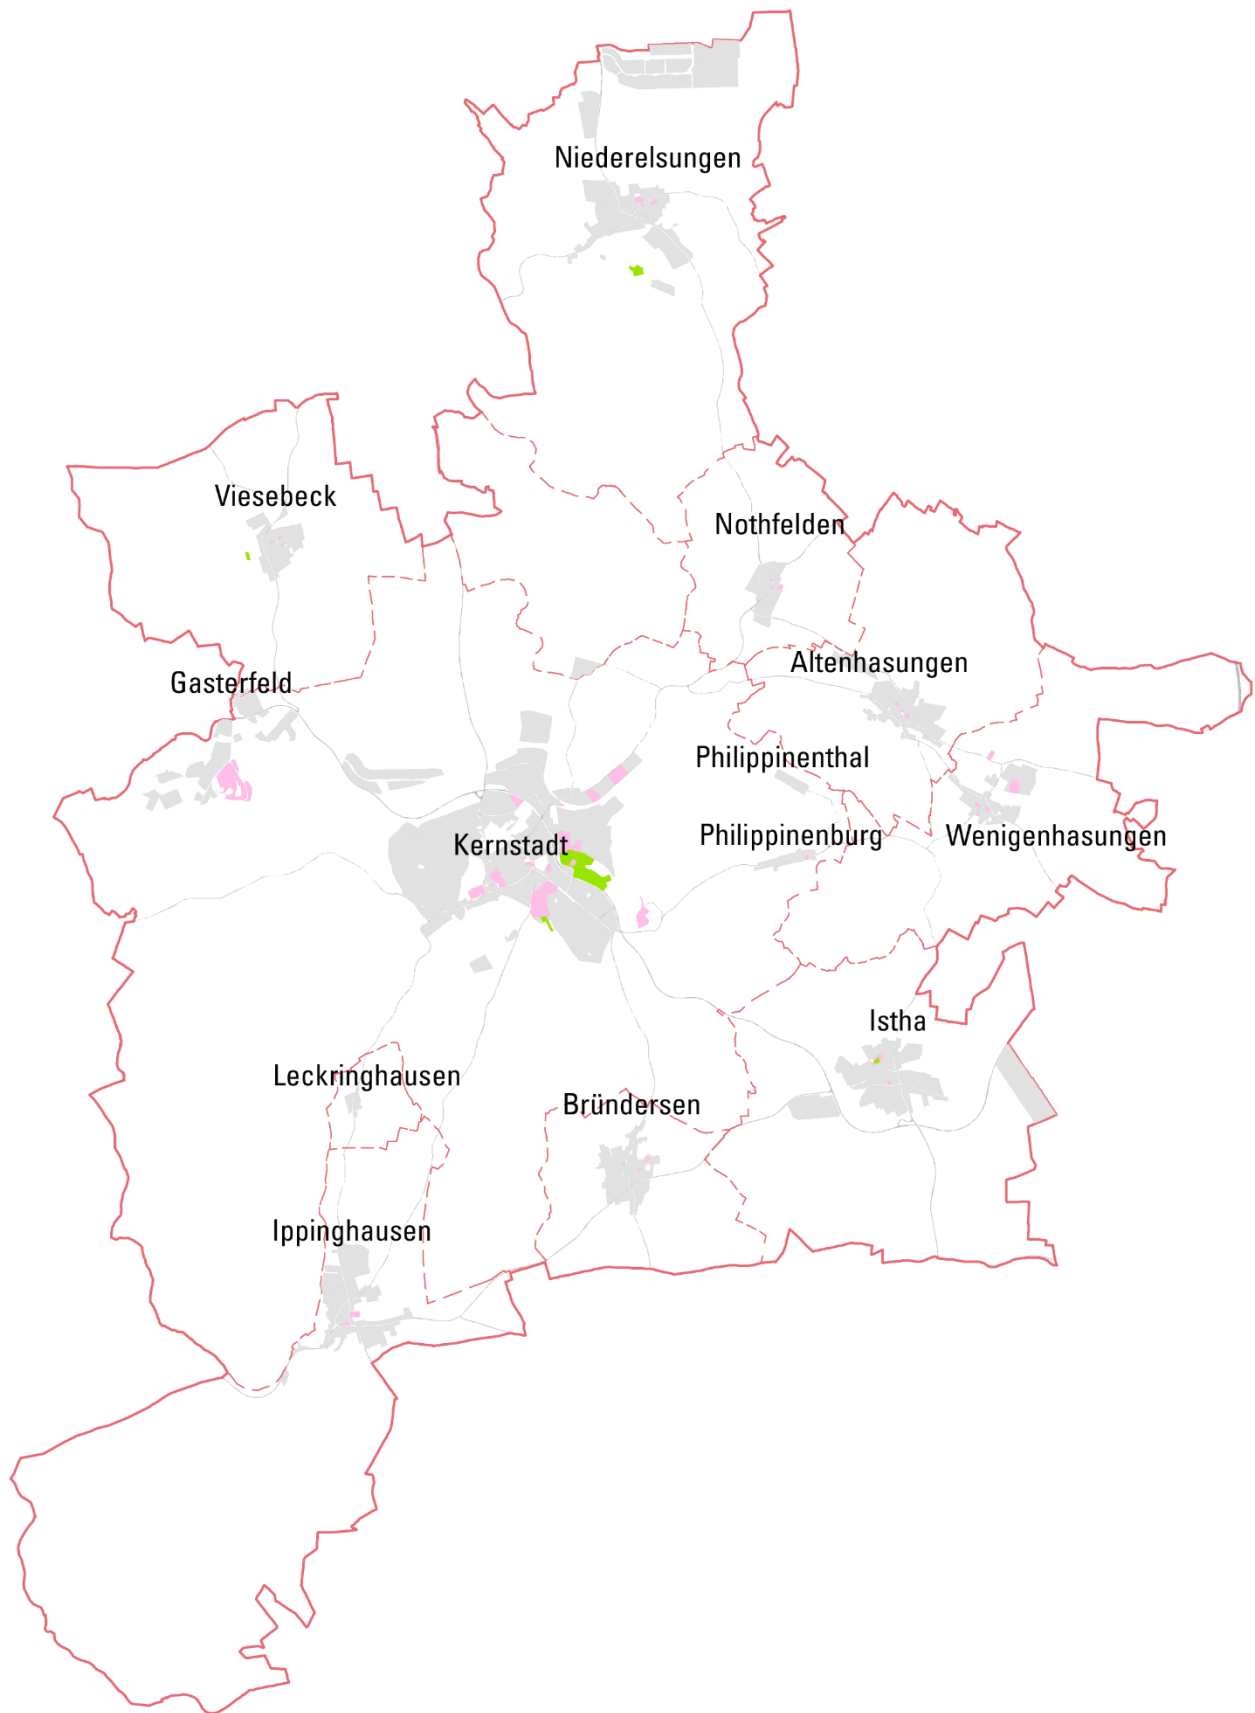 Niederelsungen
Viesebeck
Nothfelden
Altenhasungen
Gasterfeld
Philippinenthal
Philippinenburg
Wenigenhasungen
Kernstadt
Istha
Leckringhausen
Bründersen
Ippinghausen